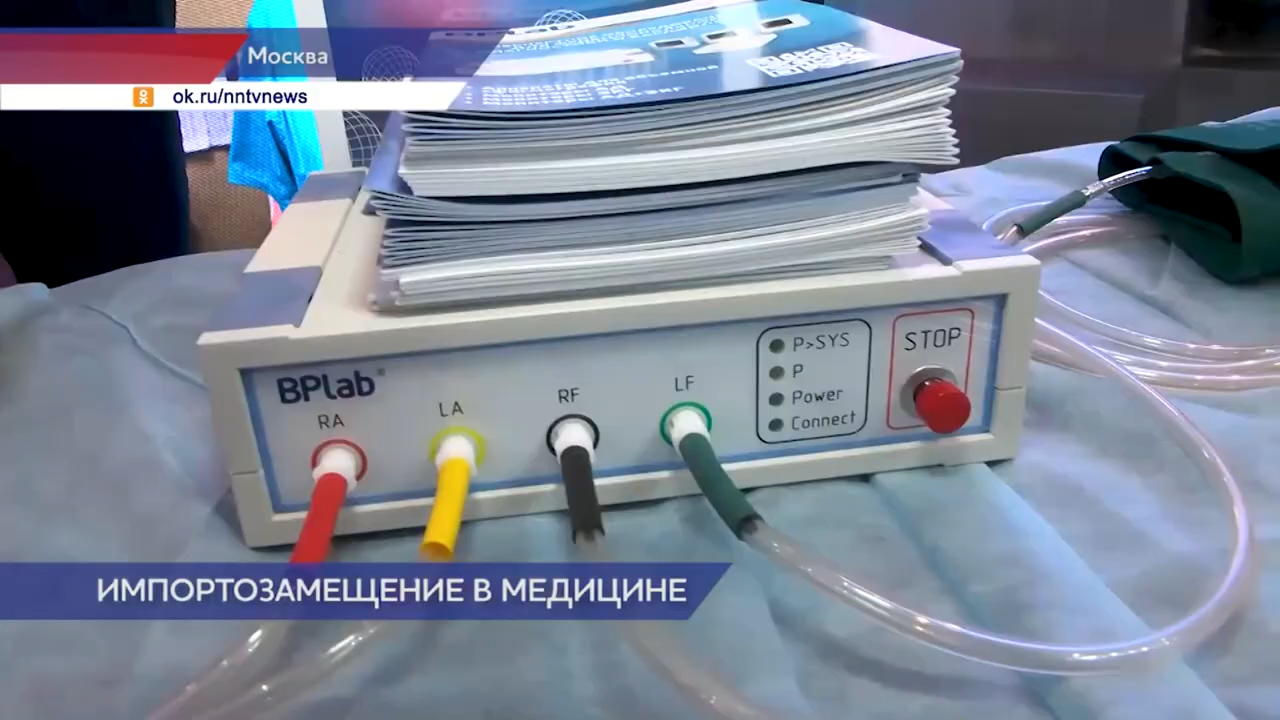 Москва
ok.ru/nntvnews
BPLab®
RA
LA
RF
LF
P>SYS
P
Power
Connect
STOP
ИМПОРТОЗАМЕЩЕНИЕ В МЕДИЦИНЕ